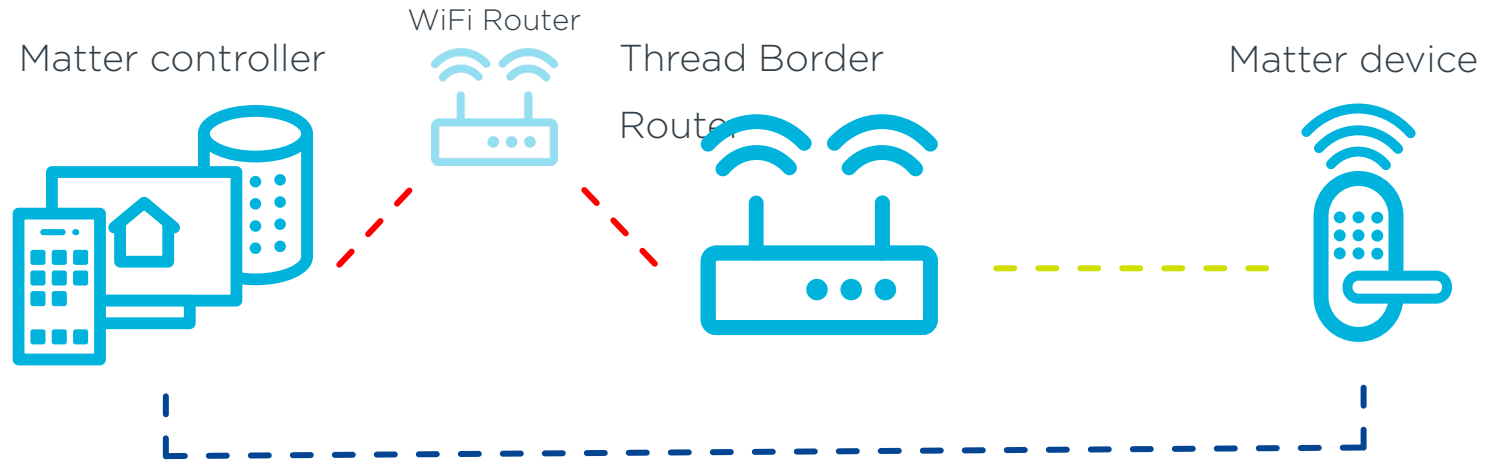 WiFi Router
Matter controller
Thread Border
Router
Matter device